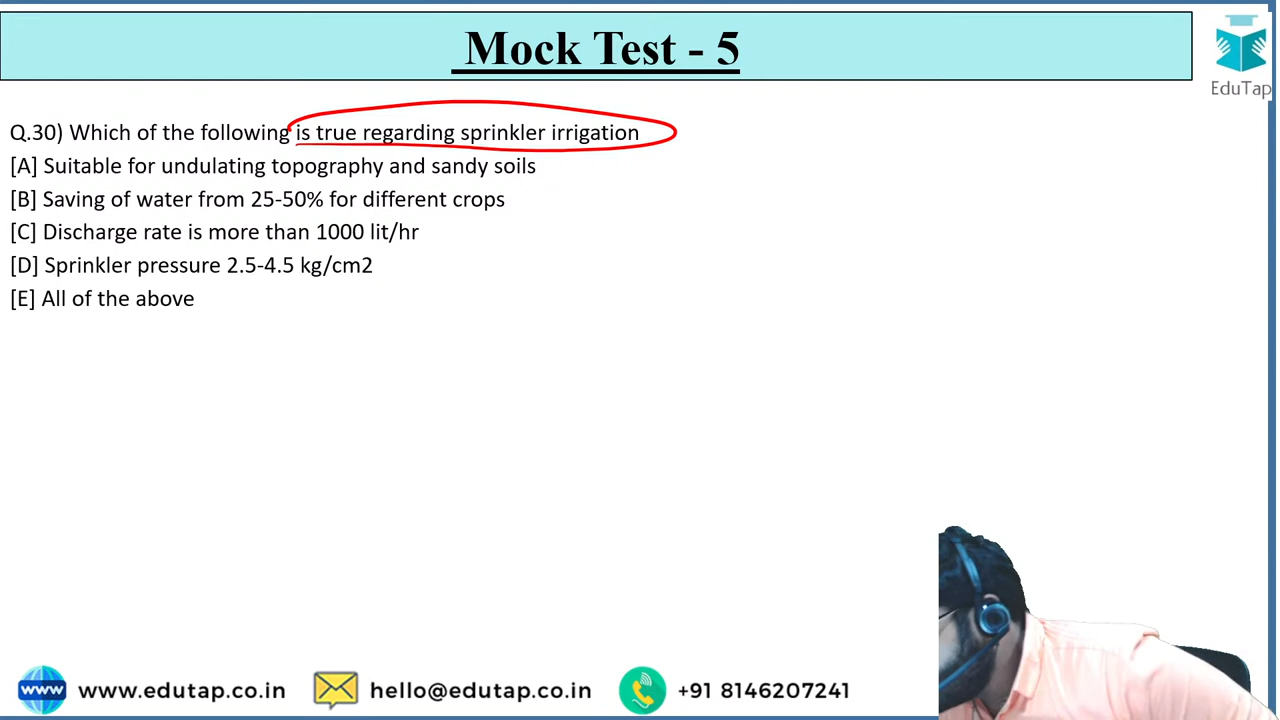 Mock Test - 5
EduTap
Q.30) Which of the following is true regarding sprinkler irrigation
[A] Suitable for undulating topography and sandy soils
[B] Saving of water from 25-50% for different crops
[C] Discharge rate is more than 1000 lit/hr
[D] Sprinkler pressure 2.5-4.5 kg/cm2
[E] All of the above
www www.edutap.co.in hello@edutap.co.in +91 8146207241